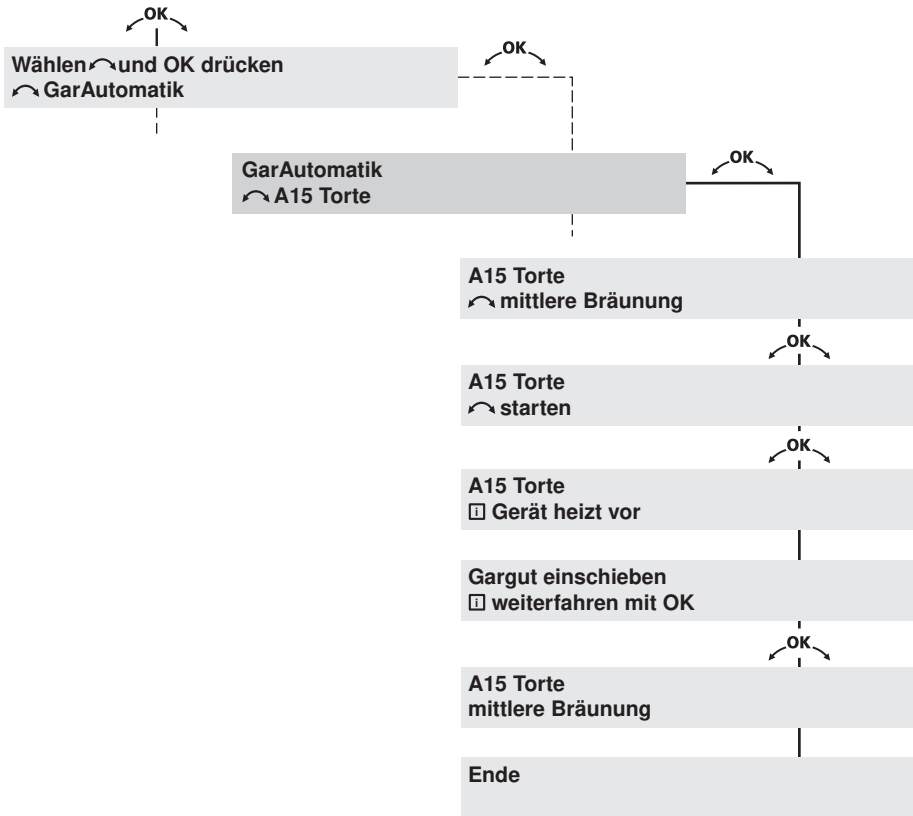 OK
Wählen und OK drücken
GarAutomatik
OK
GarAutomatik
A15 Torte
OK
A15 Torte
mittlere Bräunung
OK
A15 Torte
starten
OK
A15 Torte
i Gerät heizt vor
Gargut einschieben
i weiterfahren mit OK
OK
A15 Torte
mittlere Bräunung
Ende